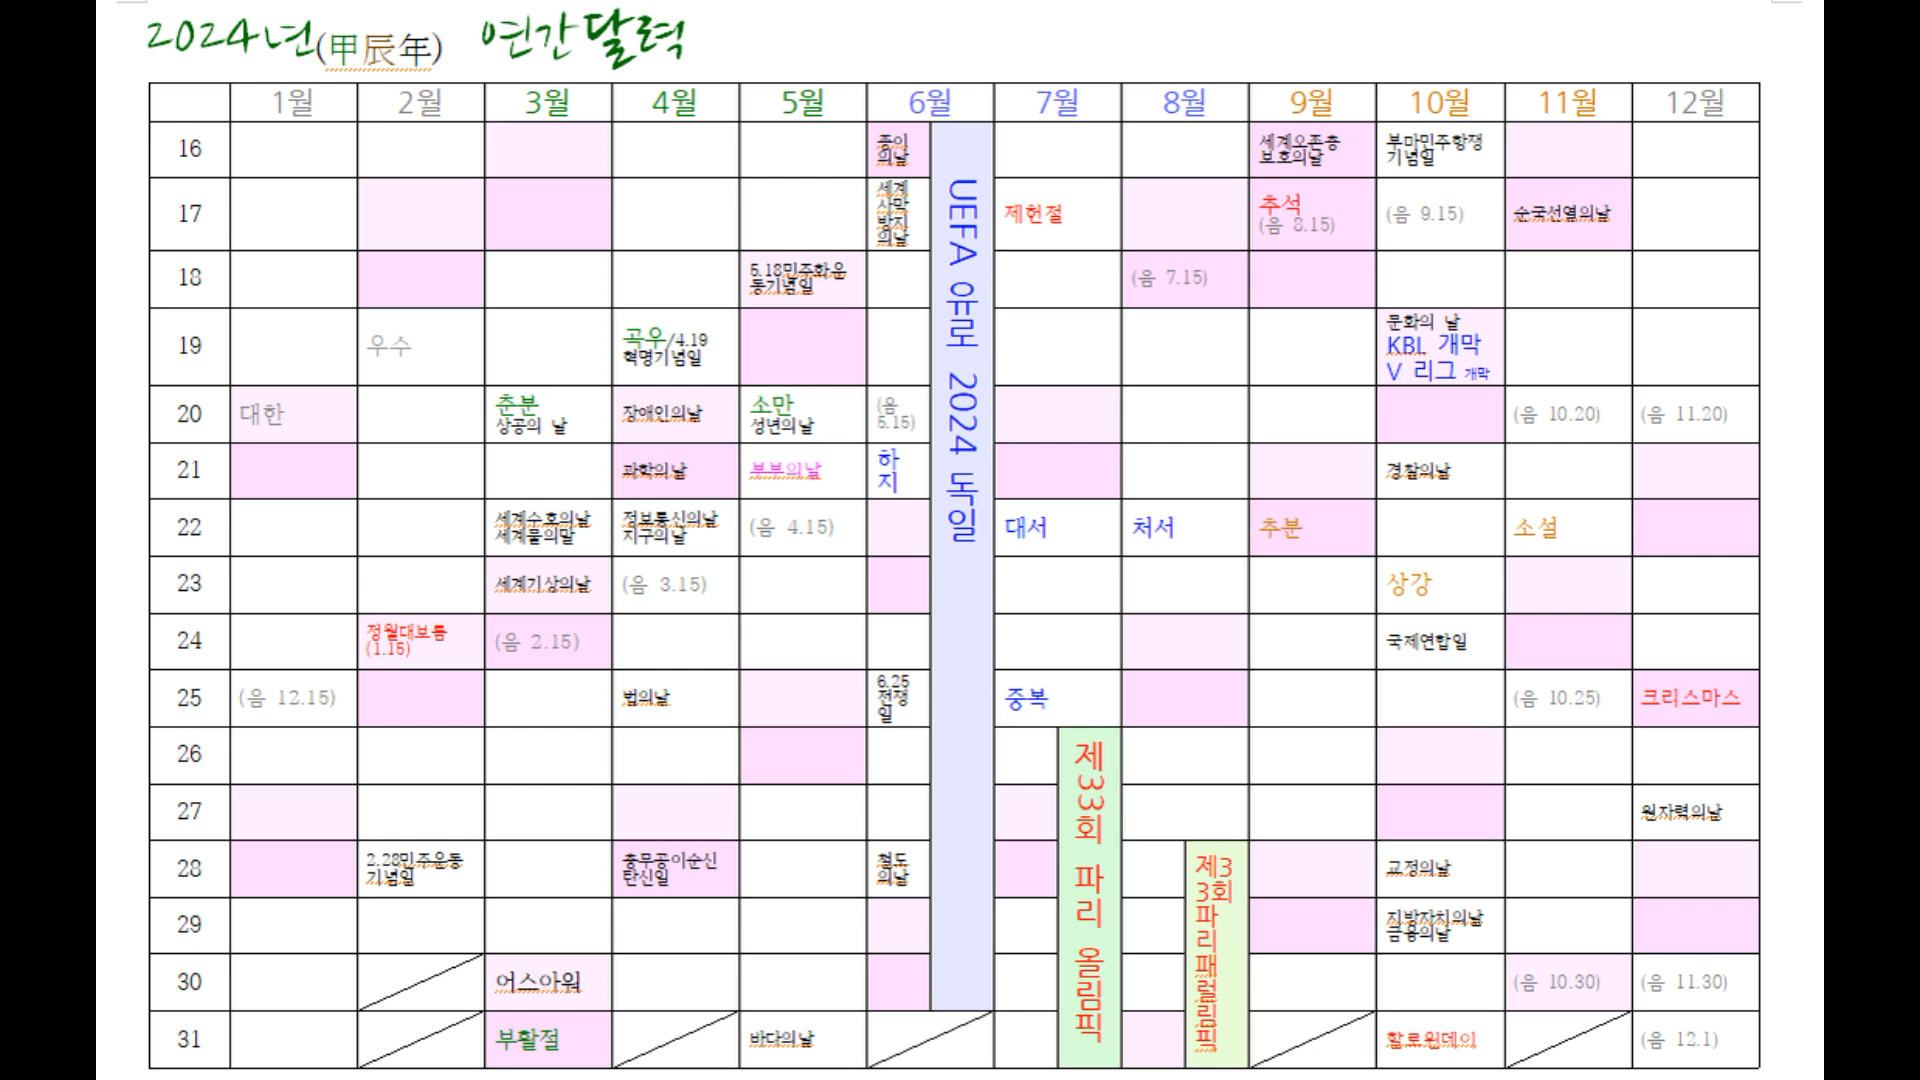 2024년(甲辰年) 연간달력
1월 2월 3월 4월 5월 6월 7월 8월 9월 10월 11월 12월
16 중의의날 세계오존층보호의날 부마민주항쟁기념일
17 세계사막방지의날 제헌절 추석 (음 8.15) (음 9.15) 순국선열의날
18 5.18민주화운동기념일 (음 7.15)
19 우수 곡우/4.19혁명기념일 문화의 날 KBL 개막 V 리그 개막
20 대한 춘분 상공의 날 장애인의날 소만 성년의날 (음 5.15) (음 10.20) (음 11.20)
21 과학의날 부부의날 하지 경찰의날
22 세계수호의날 세계물의말 정보통신의날 지구의날 (음 4.15) 대서 처서 추분 소설
23 세계기상의날 (음 3.15) 상강
24 정월대보름(1.15) (음 2.15) 국제연합일
25 (음 12.15) 법의날 6.25전쟁일 중복 (음 10.25) 크리스마스
26
27 원자력의날
28 2.28민주운동기념일 충무공이순신탄신일 철도의날 교정의날
29 지방자치의날 금융의날
30 어스아워 (음 10.30) (음 11.30)
31 부활절 바다의날 할로윈데이 (음 12.1)
UEFA 유로 2024 독일
제33회 파리 올림픽
제33회파리패럴림픽